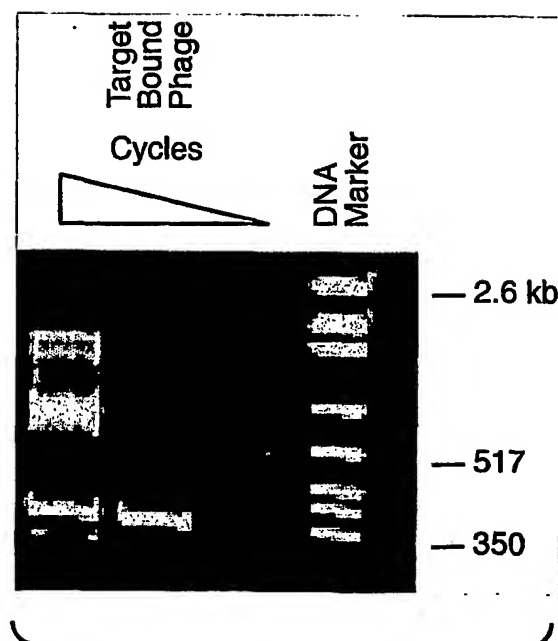 Target
Bound
Phage
Cycles
DNA
Marker
2.6 kb
517
350